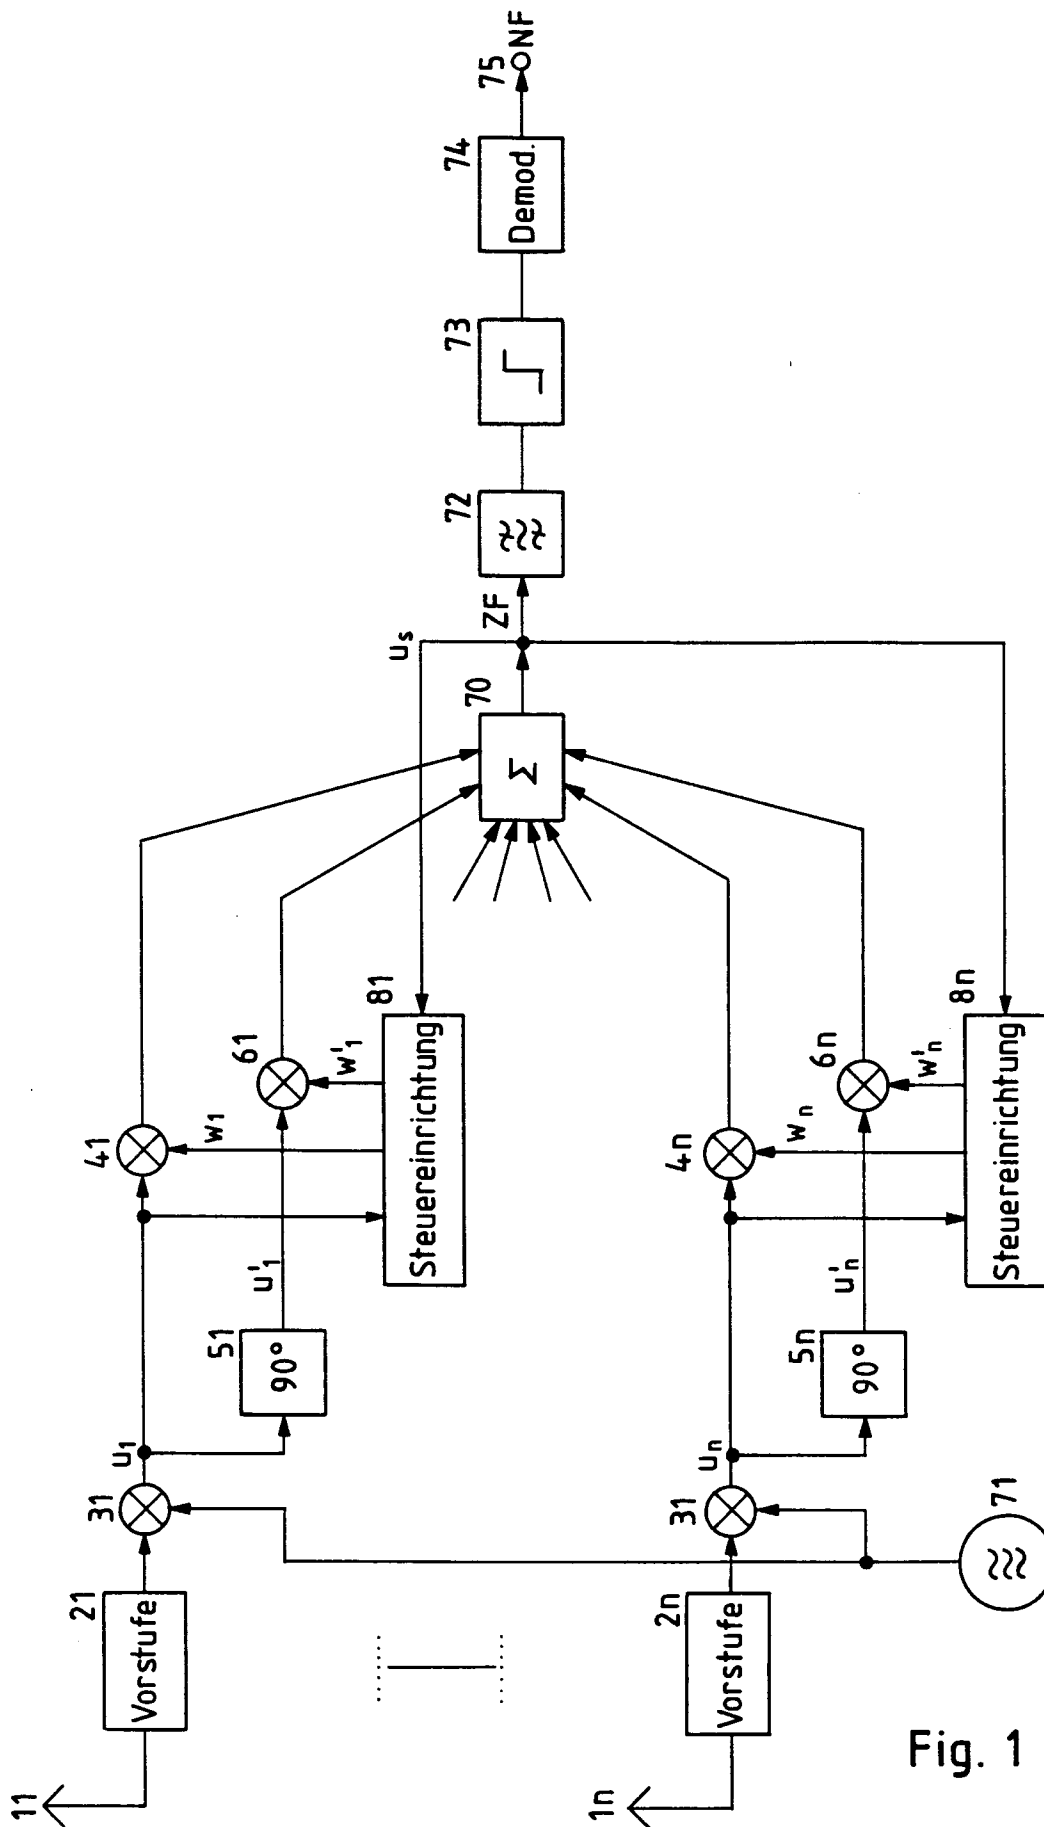 11
21
Vorstufe
31
u1
51
90°
u'1
41
w1
61
w'1
81
Steuereinrichtung
us
70
Σ
ZF
72
73
74
Demod.
75
NF
1n
2n
Vorstufe
31
un
5n
90°
u'n
4n
wn
6n
w'n
8n
Steuereinrichtung
71
Fig. 1